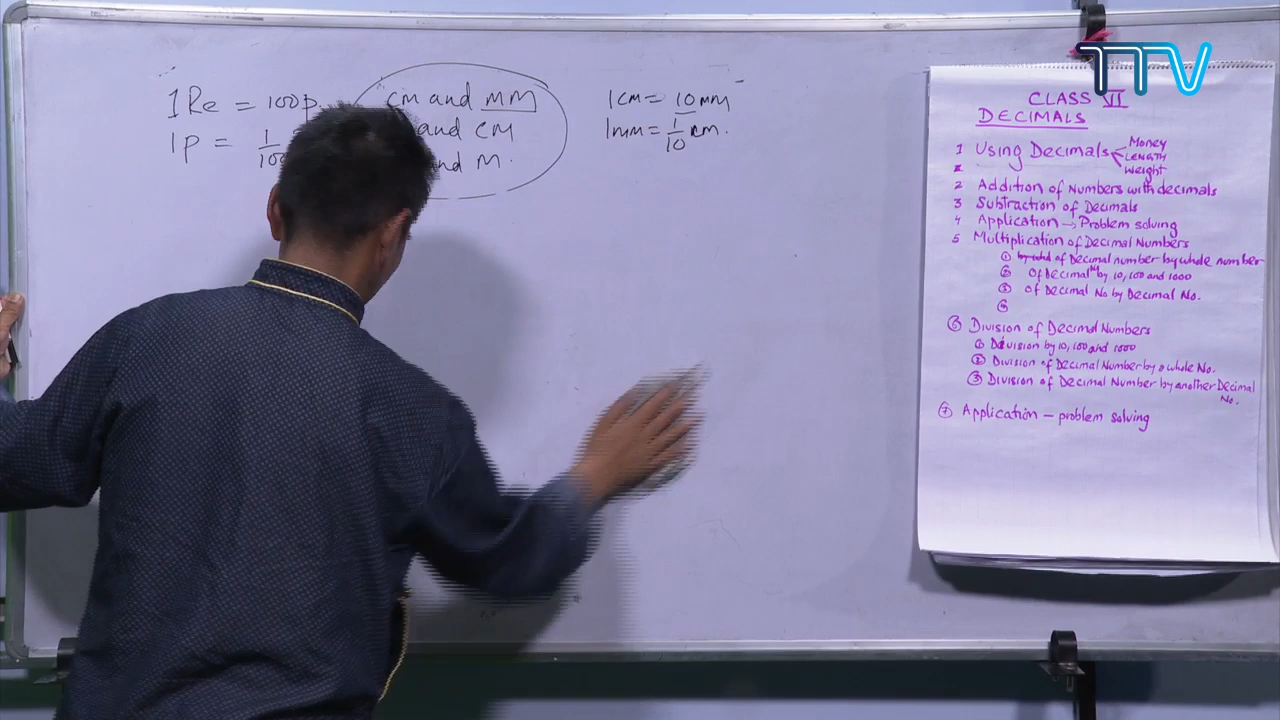 TTV
1Re = 100p
1p = 1/100
CM and MM
and CM
and M.
1cm = 10mm
1mm = 1/10 cm.
CLASS VII
DECIMALS
1 Using Decimals Money
Length
Weight
2 Addition of Numbers with decimals
3 Subtraction of Decimals
4 Application → Problem solving
5 Multiplication of Decimal Numbers
① of Decimal number by whole number
② Of Decimal No by 10, 100 and 1000
③ of Decimal No by Decimal No.
④
⑥ Division of Decimal Numbers
① Division by 10, 100 and 1000
② Division of Decimal Number by a whole No.
③ Division of Decimal Number by another Decimal
No.
⑦ Application — problem solving